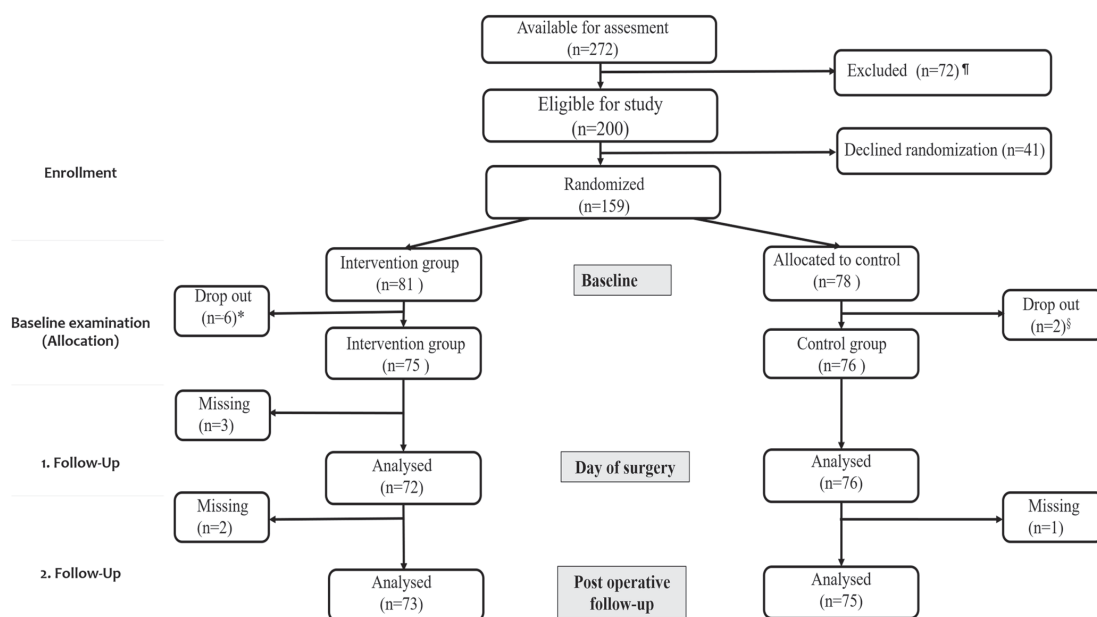 Available for assesment
(n=272)
Excluded (n=72) ¶
Eligible for study
(n=200)
Declined randomization (n=41)
Enrollment
Randomized
(n=159)
Intervention group
(n=81 )
Baseline
Allocated to control
(n=78 )
Drop out
(n=6)*
Drop out
(n=2)§
Baseline examination
(Allocation)
Intervention group
(n=75 )
Control group
(n=76 )
Missing
(n=3)
1. Follow-Up
Analysed
(n=72)
Day of surgery
Analysed
(n=76)
Missing
(n=2)
Missing
(n=1)
2. Follow-Up
Analysed
(n=73)
Post operative
follow-up
Analysed
(n=75)